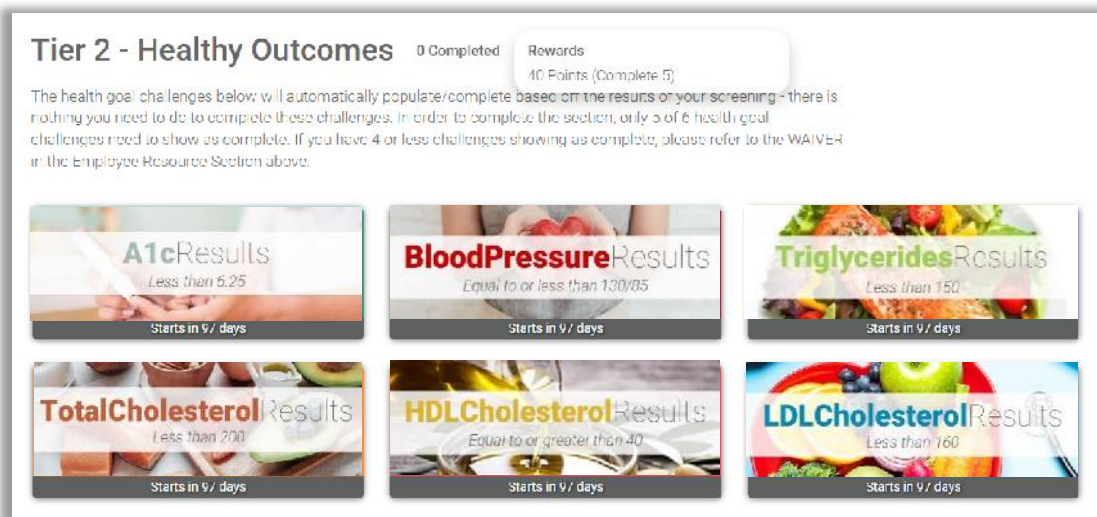 Tier 2 - Healthy Outcomes 0 Completed Rewards
40 Points (Complete 5)
The health goal challenges below will automatically populate/complete based off the results of your screening - there is
nothing you need to do to complete these challenges. In order to complete the section, only 5 of 6 health goal
challenges need to show as complete. If you have 4 or less challenges showing as complete, please refer to the WAIVER
in the Employee Resource Section above.
A1cResults
Less than 6.25
Starts in 97 days
BloodPressureResults
Equal to or less than 130/85
Starts in 97 days
TriglyceridesResults
Less than 150
Starts in 97 days
TotalCholesterolResults
Less than 200
Starts in 97 days
HDLCholesterolResults
Equal to or greater than 40
Starts in 97 days
LDLCholesterolResults
Less than 160
Starts in 97 days